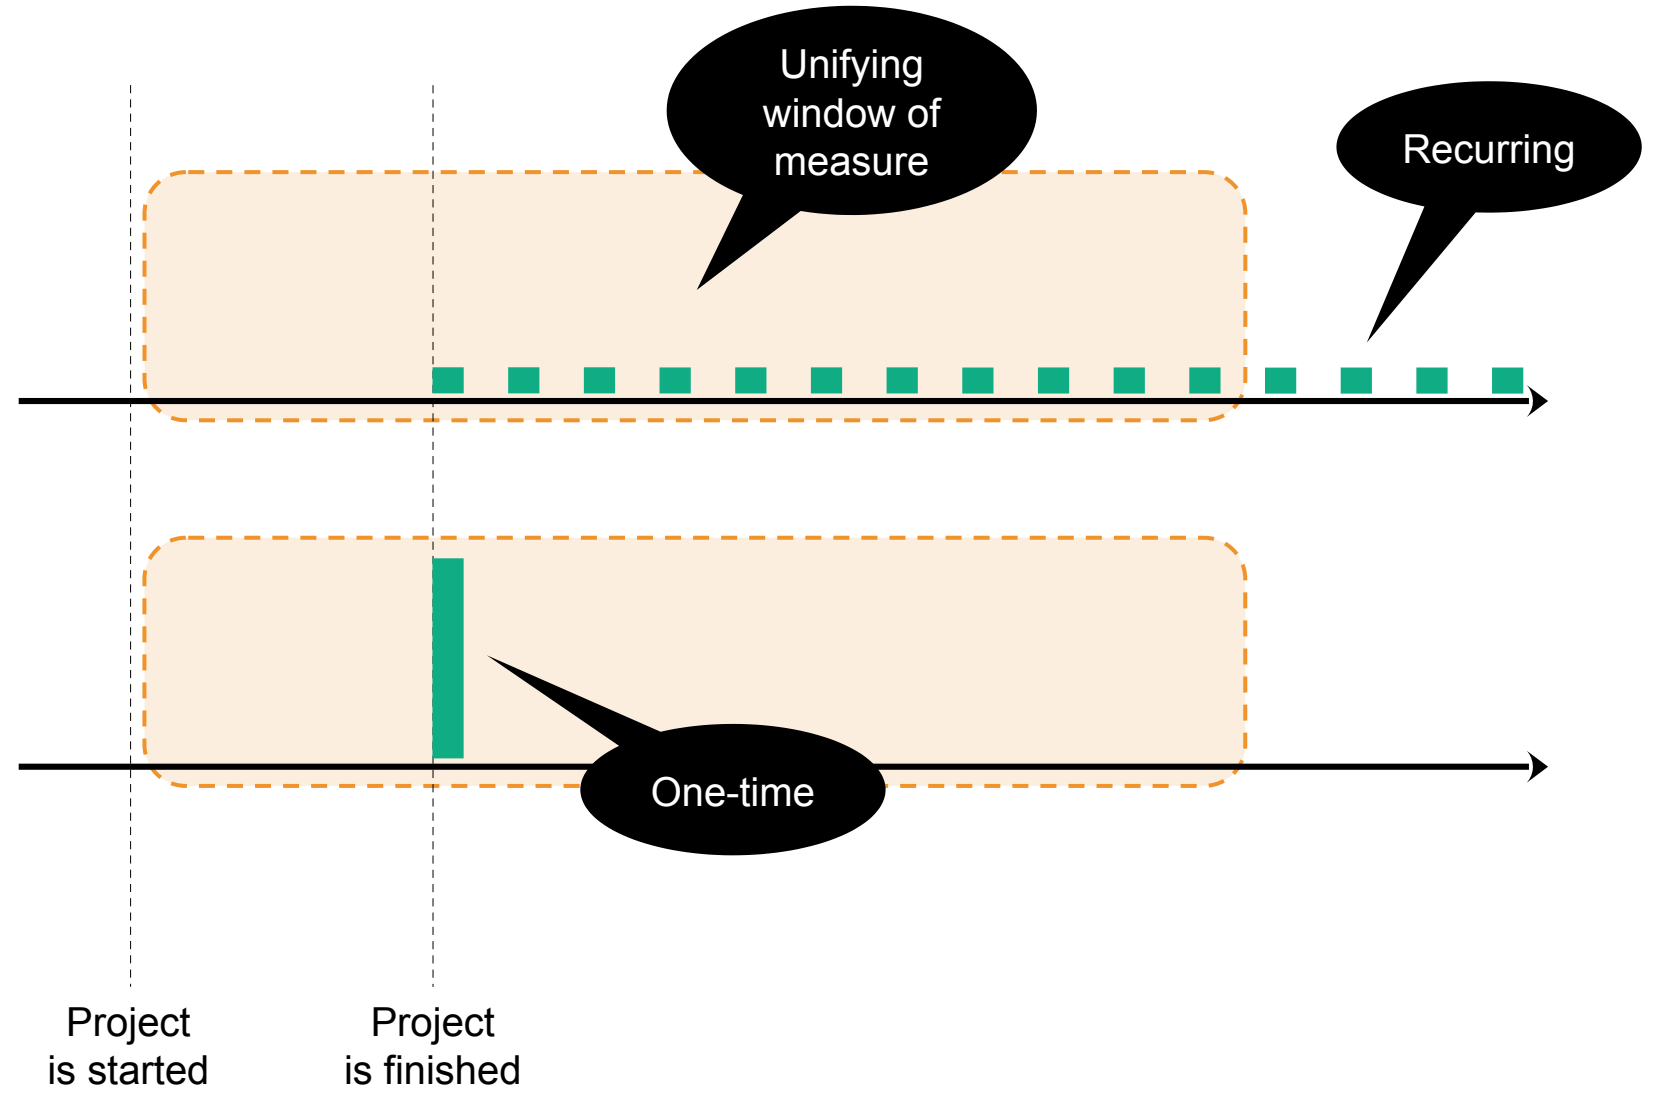 Unifying
window of
measure
Recurring
One-time
Project
is started
Project
is finished